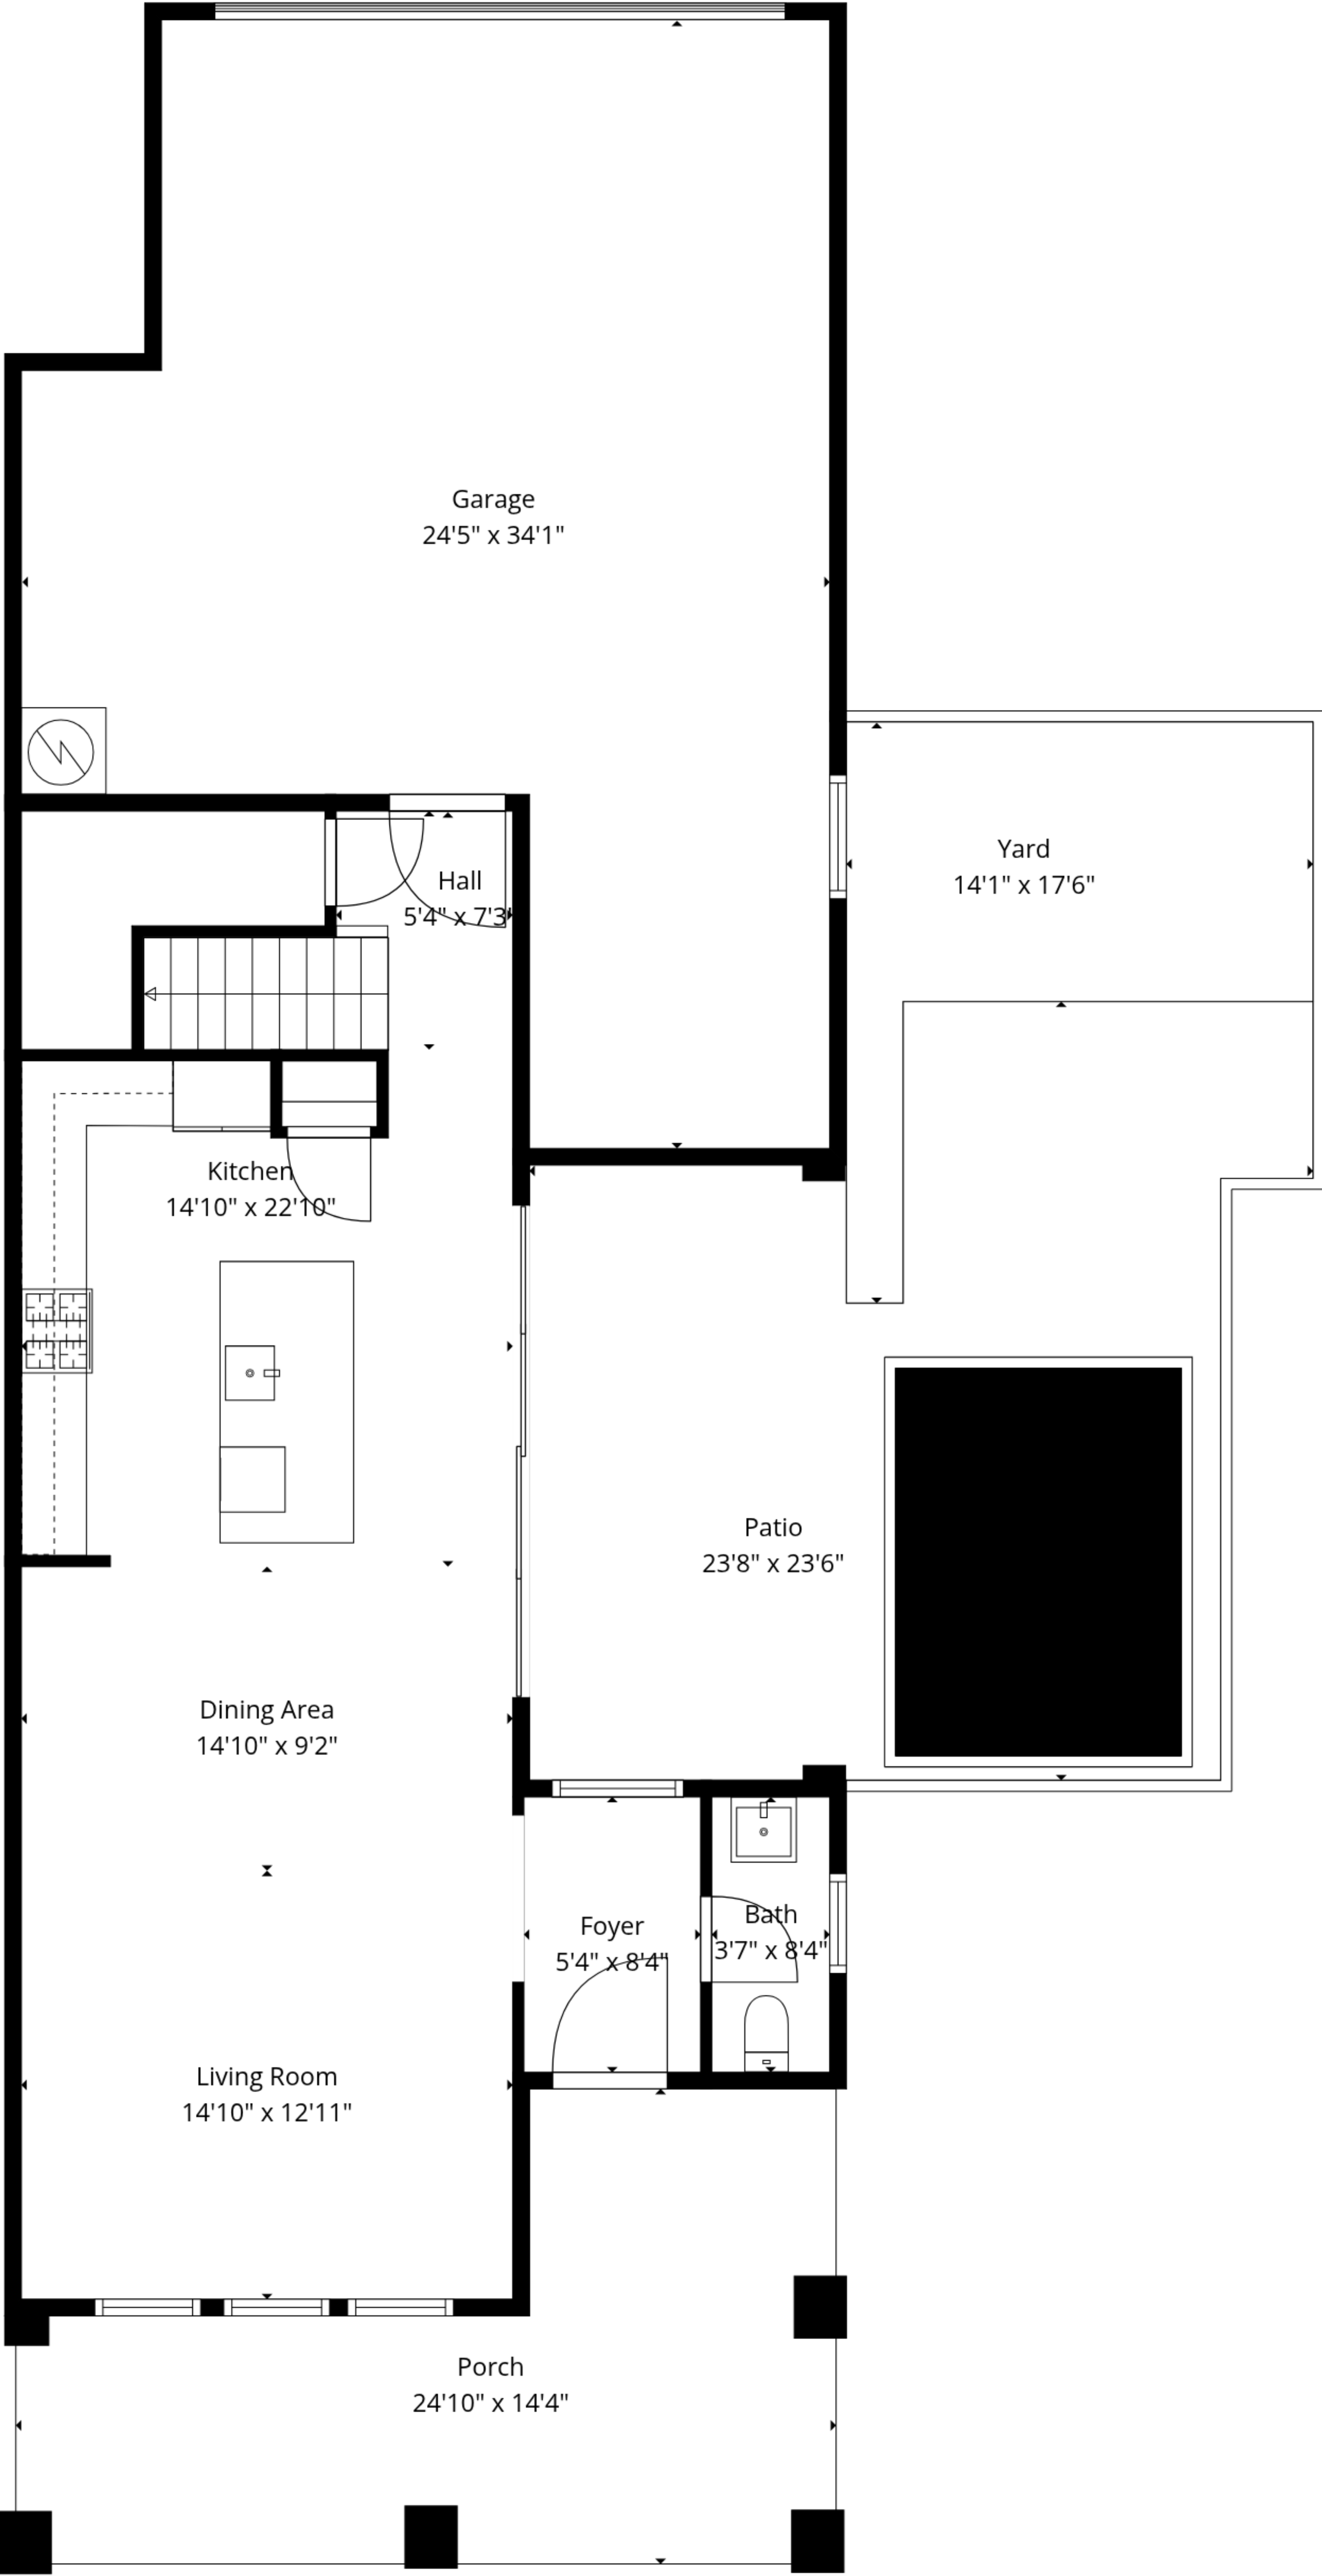 Garage
24'5" x 34'1"
Yard
14'1" x 17'6"
Hall
5'4" x 7'3"
Kitchen
14'10" x 22'10"
Patio
23'8" x 23'6"
Dining Area
14'10" x 9'2"
Bath
3'7" x 8'4"
Foyer
5'4" x 8'4"
Living Room
14'10" x 12'11"
Porch
24'10" x 14'4"